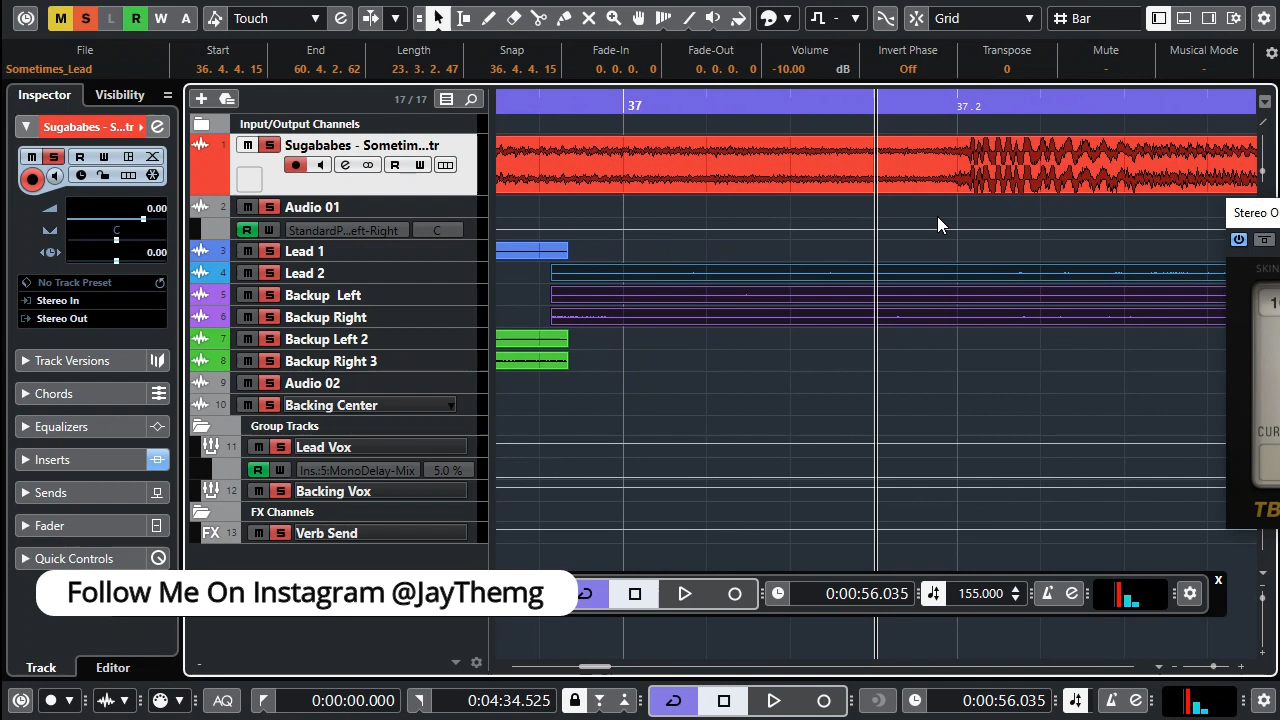 M S L R W A Touch Grid Bar
File Start End Length Snap Fade-In Fade-Out Volume Invert Phase Transpose Mute Musical Mode
Sometimes_Lead 36. 4. 4. 15 60. 4. 2. 62 23. 3. 2. 47 36. 4. 4. 15 0. 0. 0. 0 0. 0. 0. 0 -10.00 dB Off 0 - -
Inspector Visibility 17 / 17 37 37. 2
Input/Output Channels
Sugababes - S...tr
1 M S Sugababes - Sometim...tr
M S R W
R W
0.00
C
0.00
No Track Preset
Stereo In
Stereo Out
2 M S Audio 01
R W StandardP...eft-Right C
3 M S Lead 1
4 M S Lead 2
5 M S Backup Left
6 M S Backup Right
7 M S Backup Left 2
8 M S Backup Right 3
9 M S Audio 02
10 M S Backing Center
Group Tracks
11 M S Lead Vox
R W Ins.:5:MonoDelay-Mix 5.0 %
12 M S Backing Vox
FX Channels
FX 13 M S Verb Send
Track Versions
Chords
Equalizers
Inserts
Sends
Fader
Quick Controls
Stereo O
SKIN
1
CUR
TB
Follow Me On Instagram @JayThemg
0:00:56.035 155.000 X
Track Editor
AQ 0:00:00.000 0:04:34.525 0:00:56.035